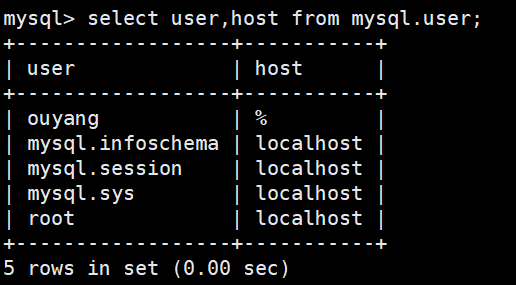 mysql> select user,host from mysql.user;
+------------------+-----------+
| user             | host      |
+------------------+-----------+
| ouyang           | %         |
| mysql.infoschema | localhost |
| mysql.session    | localhost |
| mysql.sys        | localhost |
| root             | localhost |
+------------------+-----------+
5 rows in set (0.00 sec)